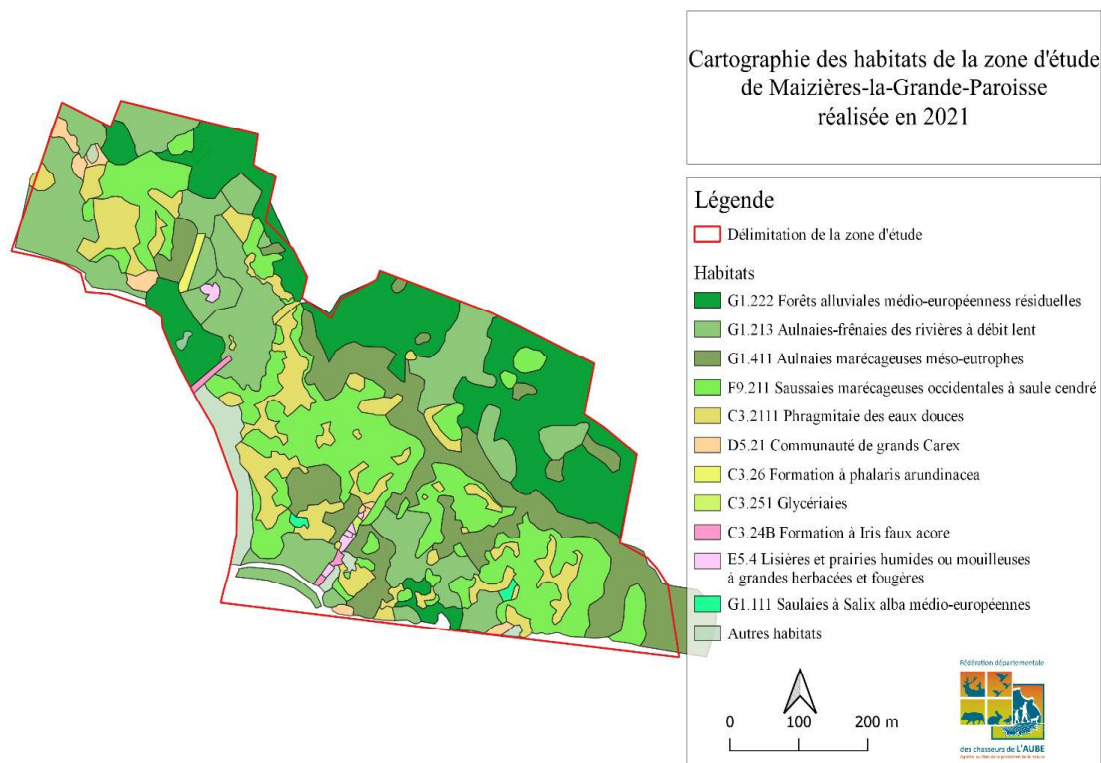 Cartographie des habitats de la zone d'étude
de Maizières-la-Grande-Paroisse
réalisée en 2021
Légende
Délimitation de la zone d'étude
Habitats
G1.222 Forêts alluviales médio-européenness résiduelles
G1.213 Aulnaies-frênaies des rivières à débit lent
G1.411 Aulnaies marécageuses méso-eutrophes
F9.211 Saussaies marécageuses occidentales à saule cendré
C3.2111 Phragmitaie des eaux douces
D5.21 Communauté de grands Carex
C3.26 Formation à phalaris arundinacea
C3.251 Glycériaies
C3.24B Formation à Iris faux acore
E5.4 Lisières et prairies humides ou mouilleuses
à grandes herbacées et fougères
G1.111 Saulaies à Salix alba médio-européennes
Autres habitats
0 100 200 m
Fédération départementale
des chasseurs de L'AUBE